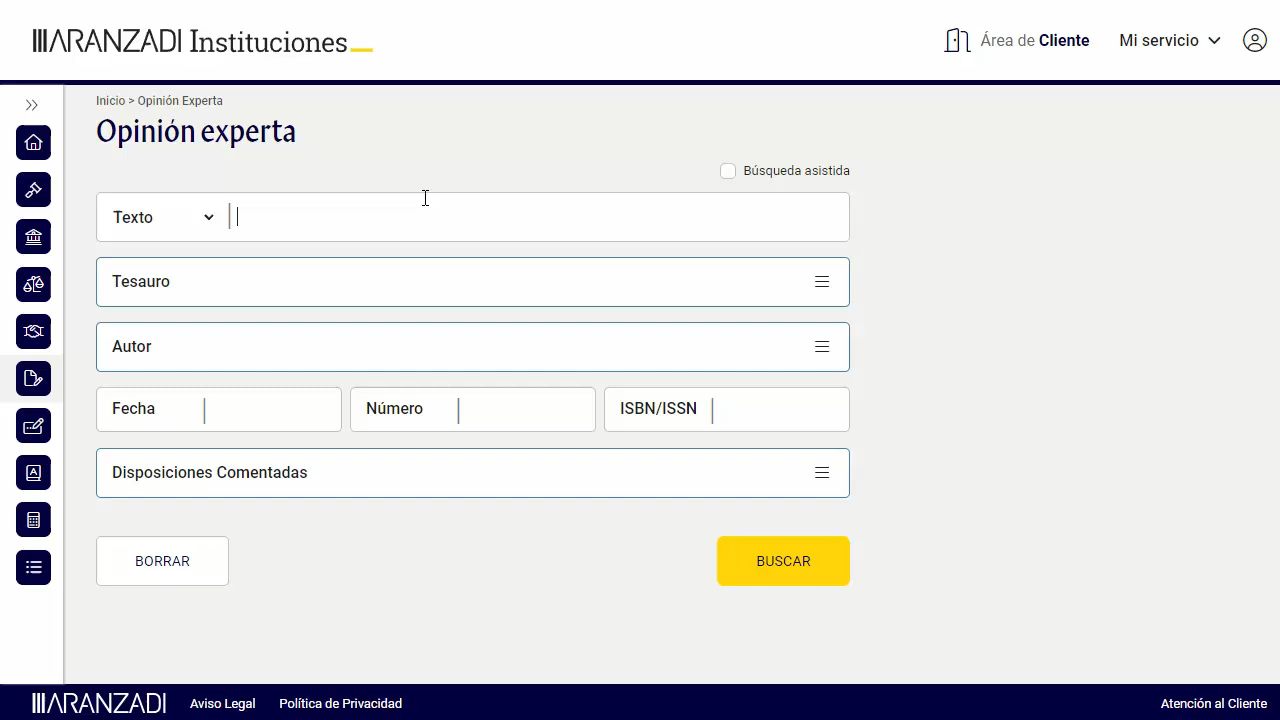 ARANZADI Instituciones
Área de Cliente
Mi servicio
Inicio > Opinión Experta
Opinión experta
Búsqueda asistida
Texto
Tesauro
Autor
Fecha
Número
ISBN/ISSN
Disposiciones Comentadas
BORRAR
BUSCAR
ARANZADI
Aviso Legal
Política de Privacidad
Atención al Cliente